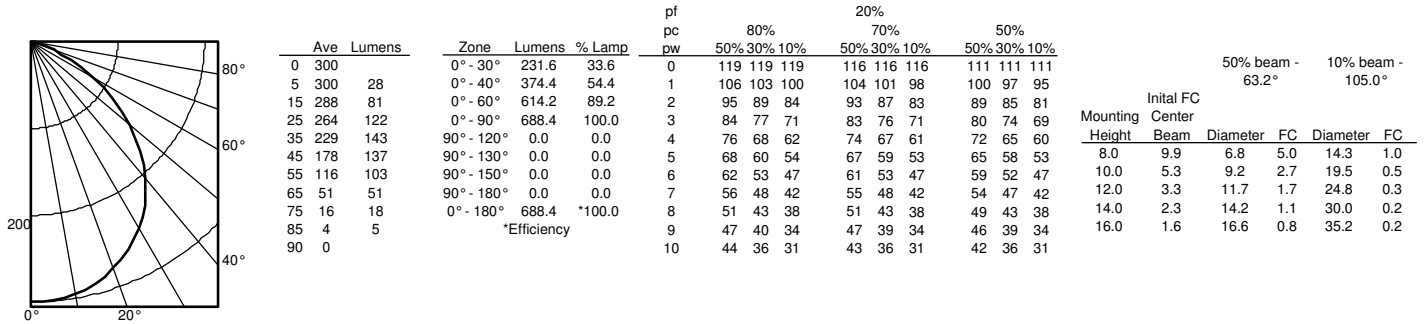 80°
60°
200
40°
0° 20°
Ave Lumens
0 300
5 300 28
15 288 81
25 264 122
35 229 143
45 178 137
55 116 103
65 51 51
75 16 18
85 4 5
90 0
Zone Lumens % Lamp
0° - 30° 231.6 33.6
0° - 40° 374.4 54.4
0° - 60° 614.2 89.2
0° - 90° 688.4 100.0
90° - 120° 0.0 0.0
90° - 130° 0.0 0.0
90° - 150° 0.0 0.0
90° - 180° 0.0 0.0
0° - 180° 688.4 *100.0
*Efficiency
pf 20%
pc 80% 70% 50%
pw 50% 30% 10% 50% 30% 10% 50% 30% 10%
0 119 119 119 116 116 116 111 111 111
1 106 103 100 104 101 98 100 97 95
2 95 89 84 93 87 83 89 85 81
3 84 77 71 83 76 71 80 74 69
4 76 68 62 74 67 61 72 65 60
5 68 60 54 67 59 53 65 58 53
6 62 53 47 61 53 47 59 52 47
7 56 48 42 55 48 42 54 47 42
8 51 43 38 51 43 38 49 43 38
9 47 40 34 47 39 34 46 39 34
10 44 36 31 43 36 31 42 36 31
50% beam - 10% beam -
63.2° 105.0°
Inital FC
Mounting Center
Height Beam Diameter FC Diameter FC
8.0 9.9 6.8 5.0 14.3 1.0
10.0 5.3 9.2 2.7 19.5 0.5
12.0 3.3 11.7 1.7 24.8 0.3
14.0 2.3 14.2 1.1 30.0 0.2
16.0 1.6 16.6 0.8 35.2 0.2